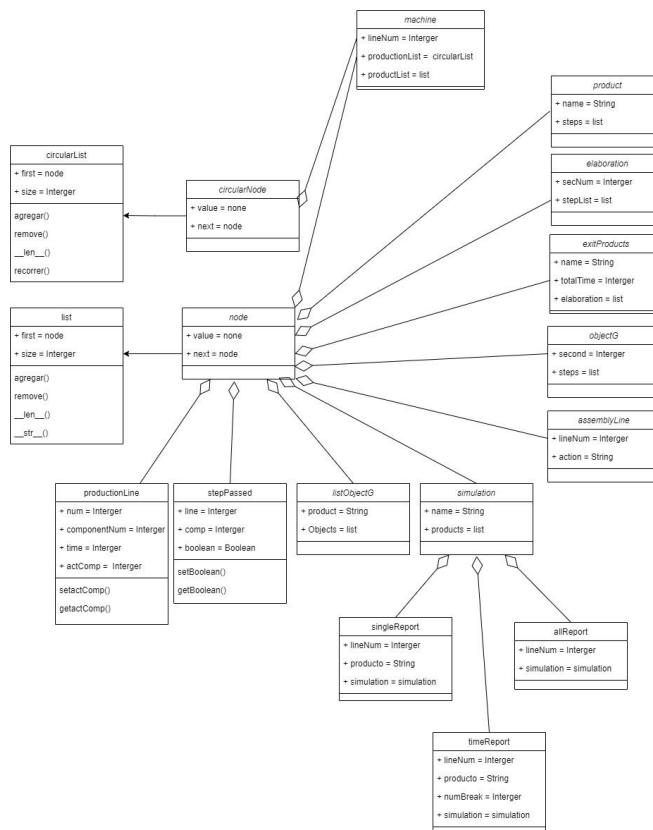 machine
+ lineNum = Interger
+ productionList = circularList
+ productList = list
product
+ name = String
+ steps = list
circularList
+ first = node
+ size = Interger
agregar()
remove()
__len__()
recorrer()
circularNode
+ value = none
+ next = node
elaboration
+ secNum = Interger
+ stepList = list
exitProducts
+ name = String
+ totalTime = Interger
+ elaboration = list
list
+ first = node
+ size = Interger
agregar()
remove()
__len__()
__str__()
node
+ value = none
+ next = node
objectG
+ second = Interger
+ steps = list
assemblyLine
+ lineNum = Interger
+ action = String
productionLine
+ num = Interger
+ componentNum = Interger
+ time = Interger
+ actComp = Interger
setactComp()
getactComp()
stepPassed
+ line = Interger
+ comp = Interger
+ boolean = Boolean
setBoolean()
getBoolean()
listObjectG
+ product = String
+ Objects = list
simulation
+ name = String
+ products = list
singleReport
+ lineNum = Interger
+ producto = String
+ simulation = simulation
allReport
+ lineNum = Interger
+ simulation = simulation
timeReport
+ lineNum = Interger
+ producto = String
+ numBreak = Interger
+ simulation = simulation